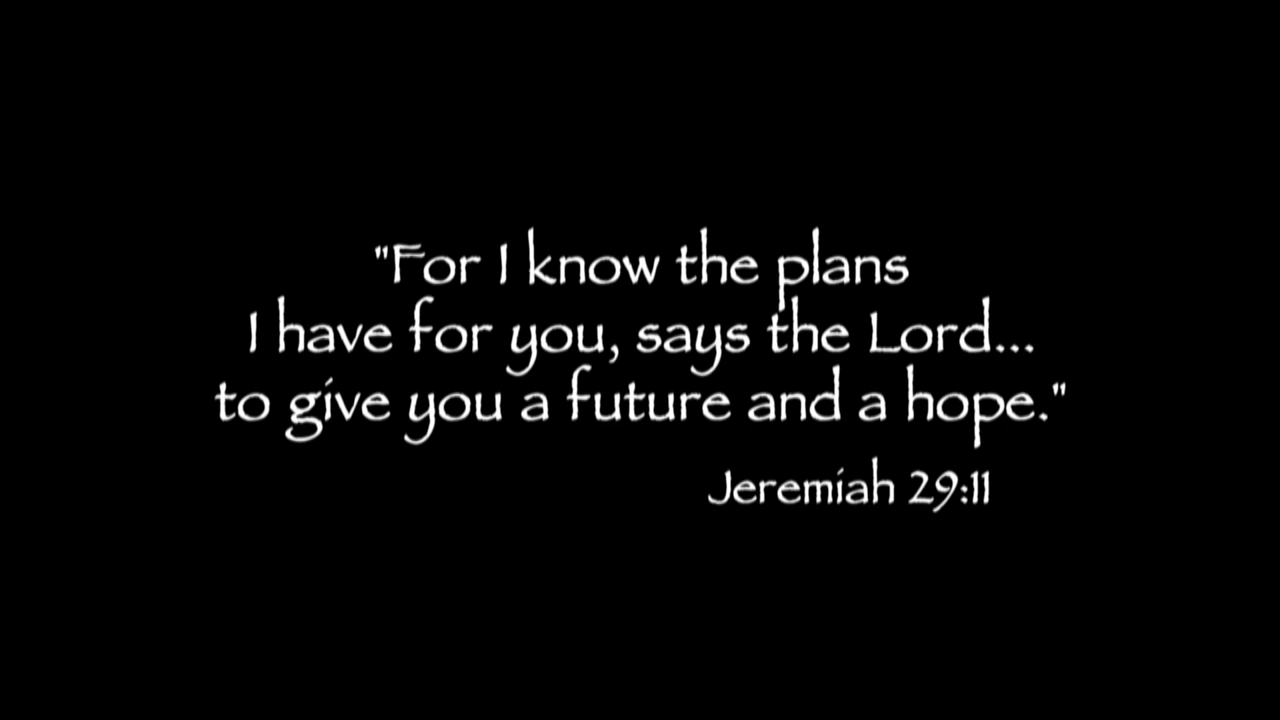 "For I know the plans
I have for you, says the Lord...
to give you a future and a hope."
Jeremiah 29:11